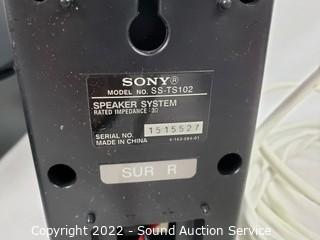 SONY®
MODEL NO. SS-TS102
SPEAKER SYSTEM
RATED IMPEDANCE: 3Ω
SERIAL NO. 1515527
MADE IN CHINA
SUR R
Copyright © 2022 - Sound Auction Service